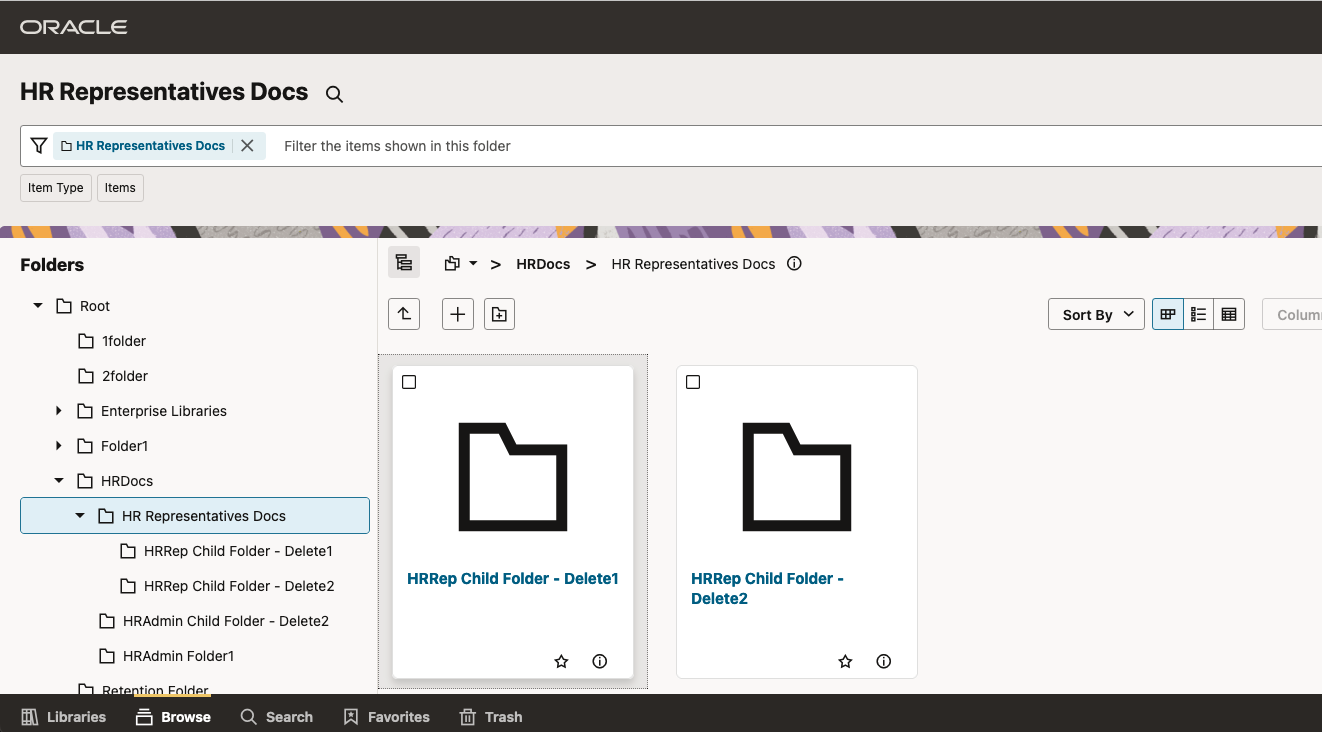 ORACLE
HR Representatives Docs
HR Representatives Docs
Filter the items shown in this folder
Item Type
Items
Folders
Root
1folder
2folder
Enterprise Libraries
Folder1
HRDocs
HR Representatives Docs
HRRep Child Folder - Delete1
HRRep Child Folder - Delete2
HRAdmin Child Folder - Delete2
HRAdmin Folder1
Retention Folder
> HRDocs > HR Representatives Docs
Sort By
Colum
HRRep Child Folder - Delete1
HRRep Child Folder -
Delete2
Libraries
Browse
Search
Favorites
Trash